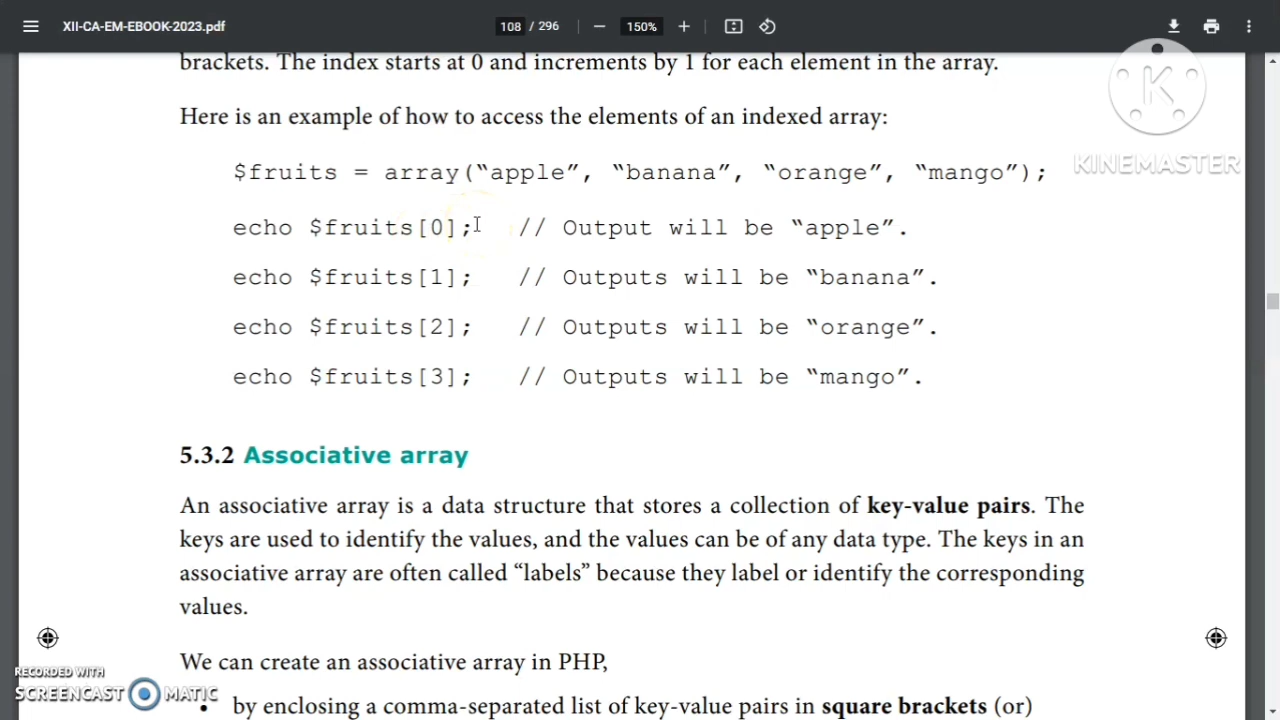 XII-CA-EM-EBOOK-2023.pdf 108 / 296 150%
brackets. The index starts at 0 and increments by 1 for each element in the array.
Here is an example of how to access the elements of an indexed array:
K
KINEMASTER
$fruits = array(“apple”, “banana”, “orange”, “mango”);
echo $fruits[0]; // Output will be “apple”.
echo $fruits[1]; // Outputs will be “banana”.
echo $fruits[2]; // Outputs will be “orange”.
echo $fruits[3]; // Outputs will be “mango”.
5.3.2 Associative array
An associative array is a data structure that stores a collection of key-value pairs. The
keys are used to identify the values, and the values can be of any data type. The keys in an
associative array are often called “labels” because they label or identify the corresponding
values.
We can create an associative array in PHP,
• by enclosing a comma-separated list of key-value pairs in square brackets (or)
RECORDED WITH
SCREENCAST MATIC